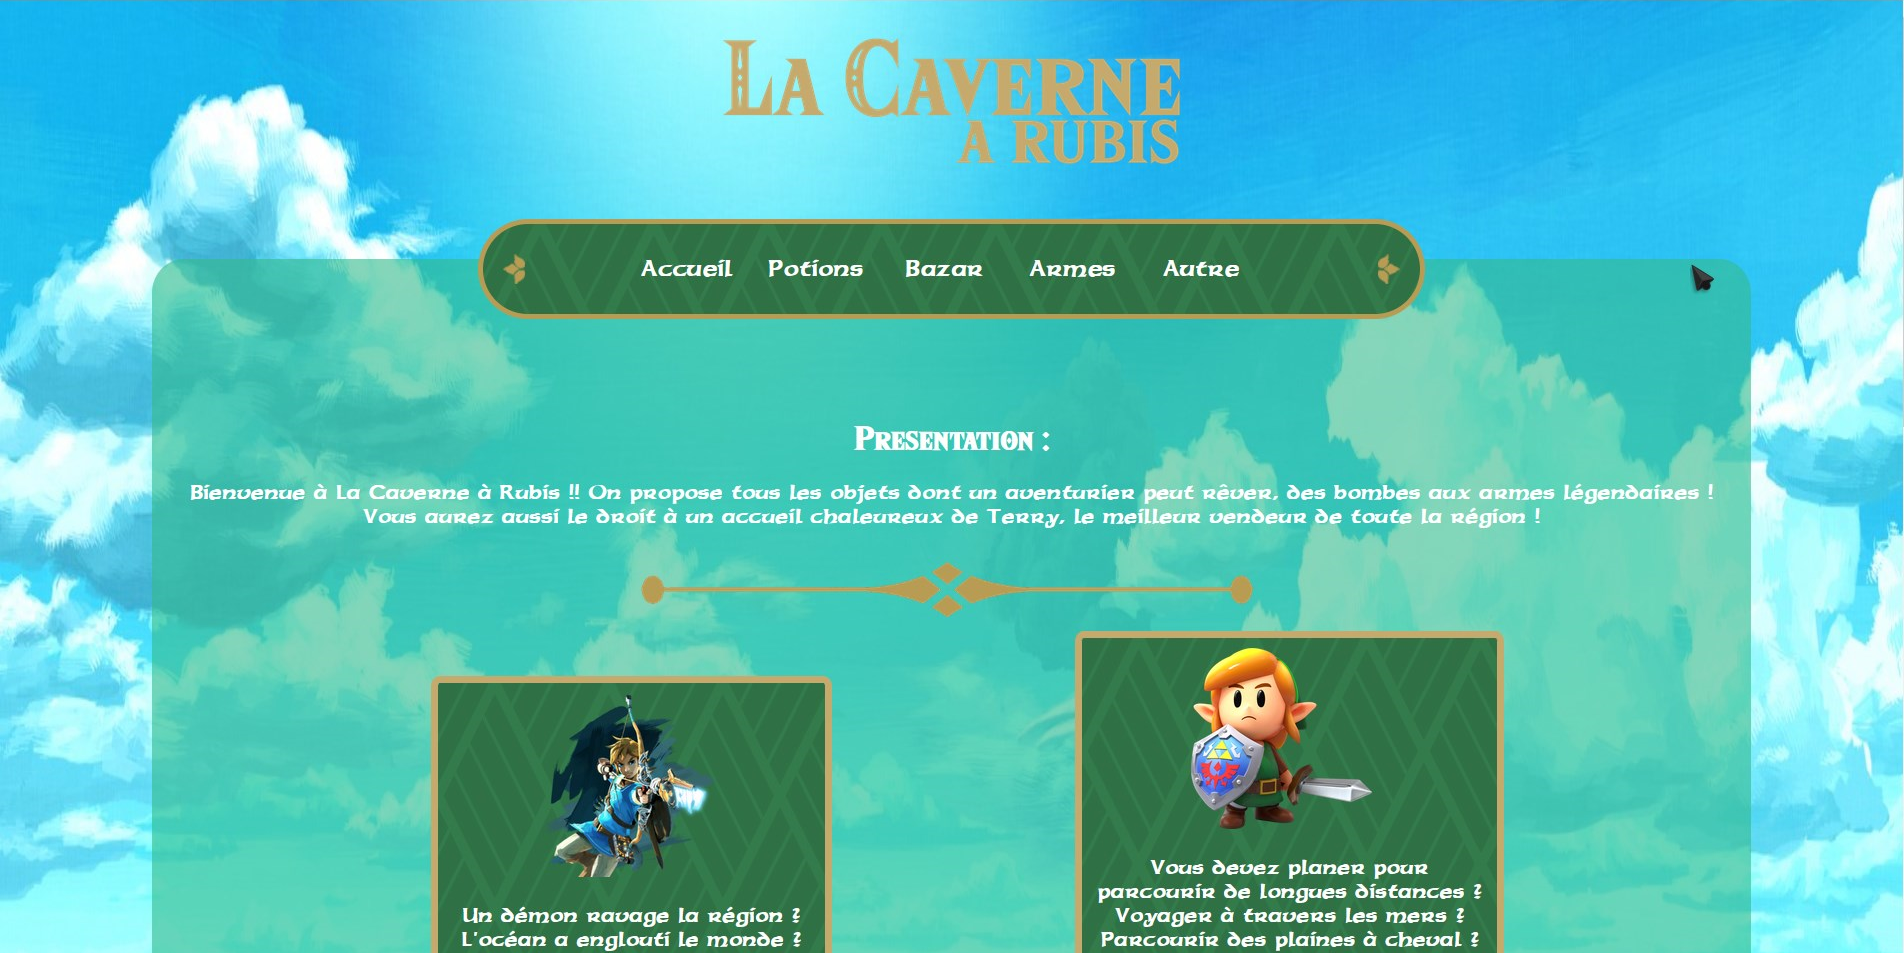 LA CAVERNE
A RUBIS
Accueil Potions Bazar Armes Autre
PRESENTATION :
Bienvenue à La Caverne à Rubis !! On propose tous les objets dont un aventurier peut rêver, des bombes aux armes légendaires !
Vous aurez aussi le droit à un accueil chaleureux de Terry, le meilleur vendeur de toute la région !
Un démon ravage la région ?
L'océan a englouti le monde ?
Vous devez planer pour
parcourir de longues distances ?
Voyager à travers les mers ?
Parcourir des plaines à cheval ?